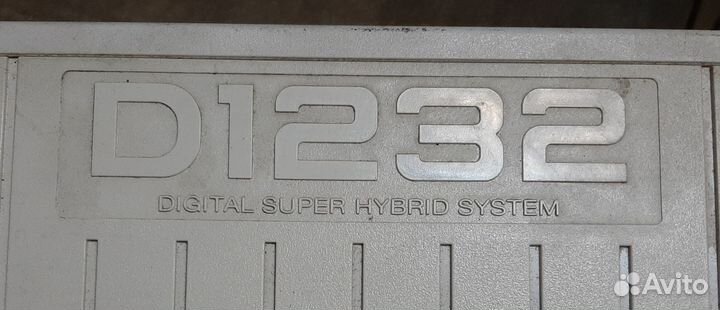 D1232
DIGITAL SUPER HYBRID SYSTEM
Avito